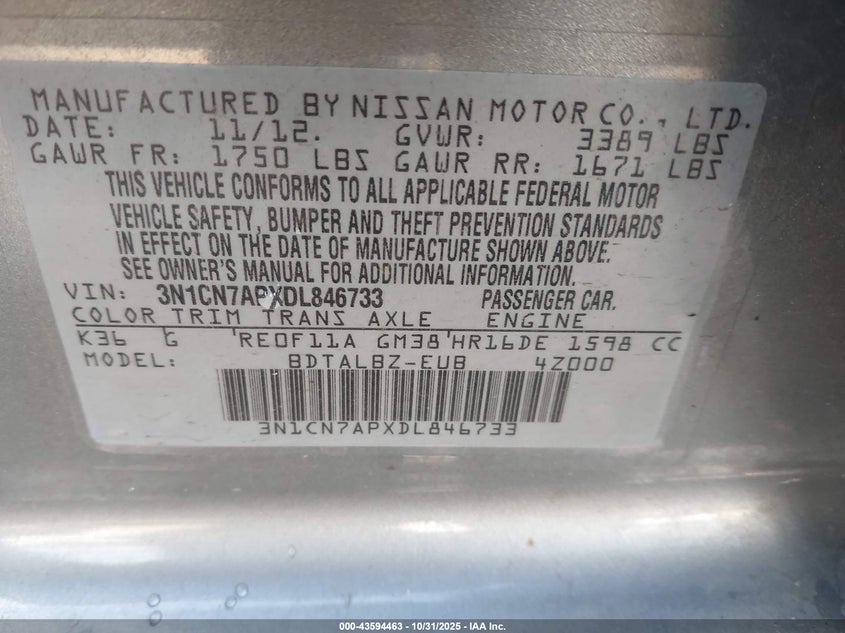 MANUFACTURED BY NISSAN MOTOR CO., LTD.
DATE: 11/12. GVWR: 3389 LBS
GAWR FR: 1750 LBS GAWR RR: 1671 LBS
THIS VEHICLE CONFORMS TO ALL APPLICABLE FEDERAL MOTOR
VEHICLE SAFETY, BUMPER AND THEFT PREVENTION STANDARDS
IN EFFECT ON THE DATE OF MANUFACTURE SHOWN ABOVE.
SEE OWNER'S MANUAL FOR ADDITIONAL INFORMATION.
VIN: 3N1CN7APXDL846733 PASSENGER CAR.
COLOR TRIM TRANS AXLE ENGINE
K36 G 'RE0F11A GM38'HR16DE 1598 CC
MODEL: BDTALBZ-EUB 4Z000
3N1CN7APXDL846733
000-43594463 - 10/31/2025 - IAA Inc.